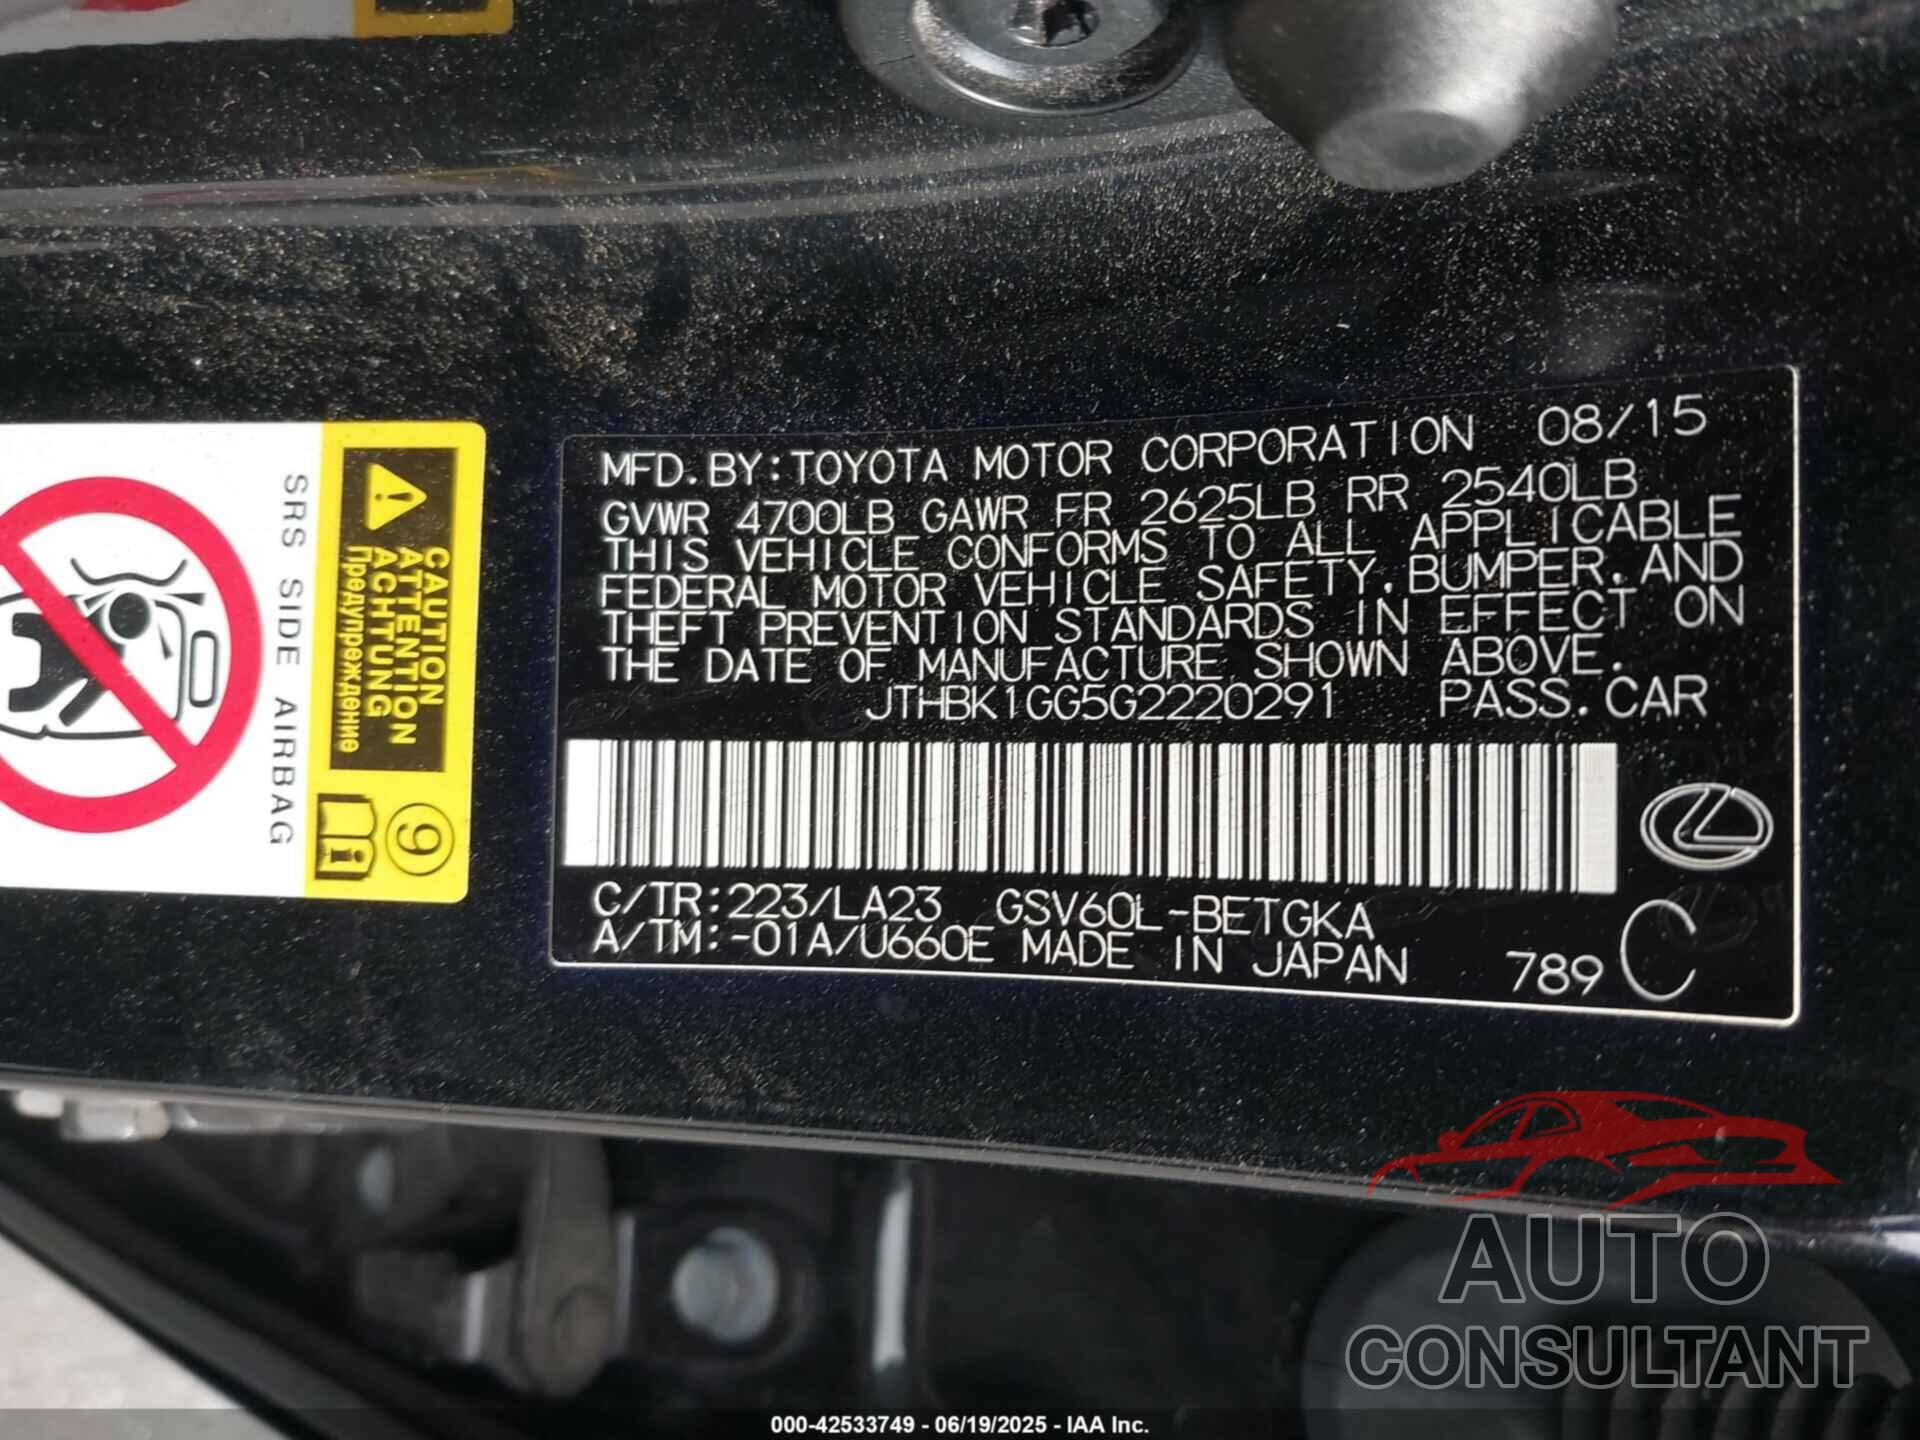 MFD.BY:TOYOTA MOTOR CORPORATION 08/15
GVWR 4700LB GAWR FR 2625LB RR 2540LB
THIS VEHICLE CONFORMS TO ALL APPLICABLE
FEDERAL MOTOR VEHICLE SAFETY,BUMPER,AND
THEFT PREVENTION STANDARDS IN EFFECT ON
THE DATE OF MANUFACTURE SHOWN ABOVE.
JTHBK1GG5G2220291 PASS.CAR
C/TR:223/LA23 GSV60L-BETGKA
A/TM:-01A/U660E MADE IN JAPAN 789 C
CAUTION
ATTENTION
ACHTUNG
Предупреждение
SRS SIDE AIRBAG
9
AUTO
CONSULTANT
000-42533749 - 06/19/2025 - IAA Inc.